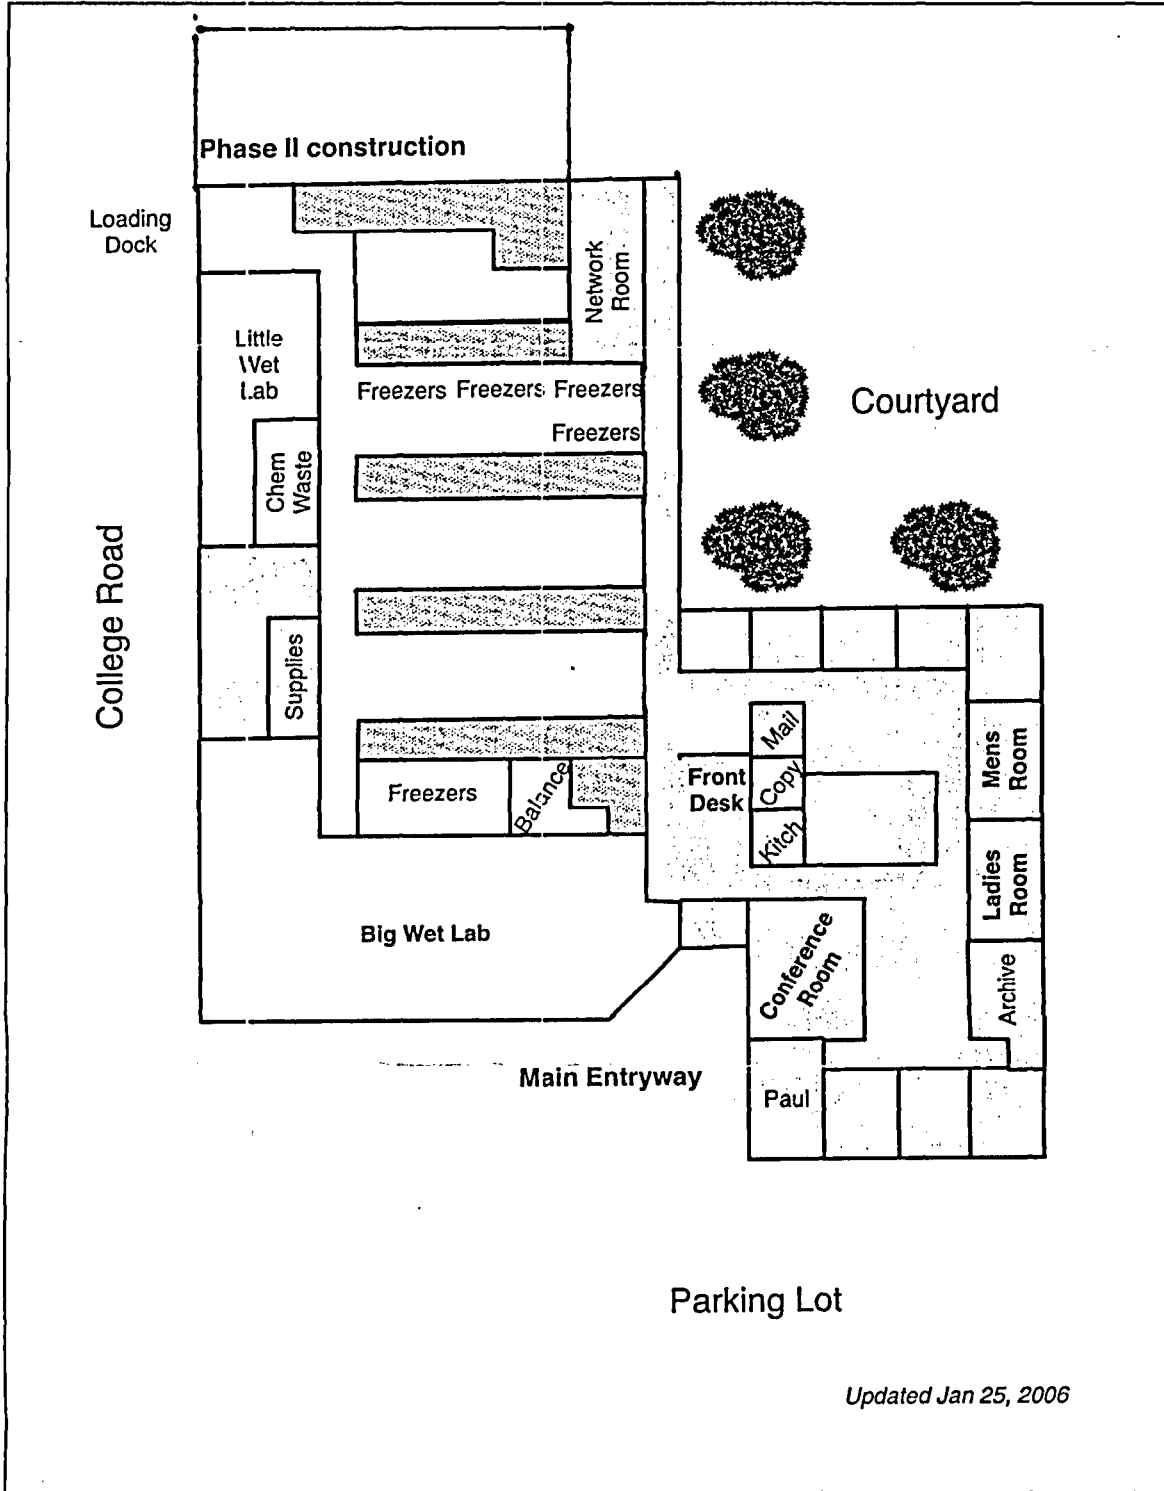 Phase II construction
Loading
Dock
Network
Room
Little
Wet
Lab
Freezers Freezers Freezers
Freezers
Courtyard
Chem
Waste
College Road
Supplies
Mail
Front
Desk
Copy
Kitch
Mens
Room
Freezers
Balance
Ladies
Room
Big Wet Lab
Conference
Room
Archive
Main Entryway
Paul
Parking Lot
Updated Jan 25, 2006